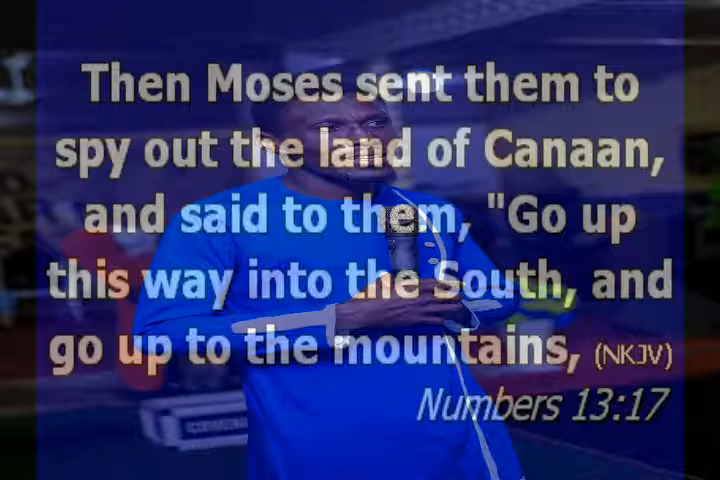 Then Moses sent them to
spy out the land of Canaan,
and said to them, "Go up
this way into the South, and
go up to the mountains, (NKJV)
Numbers 13:17